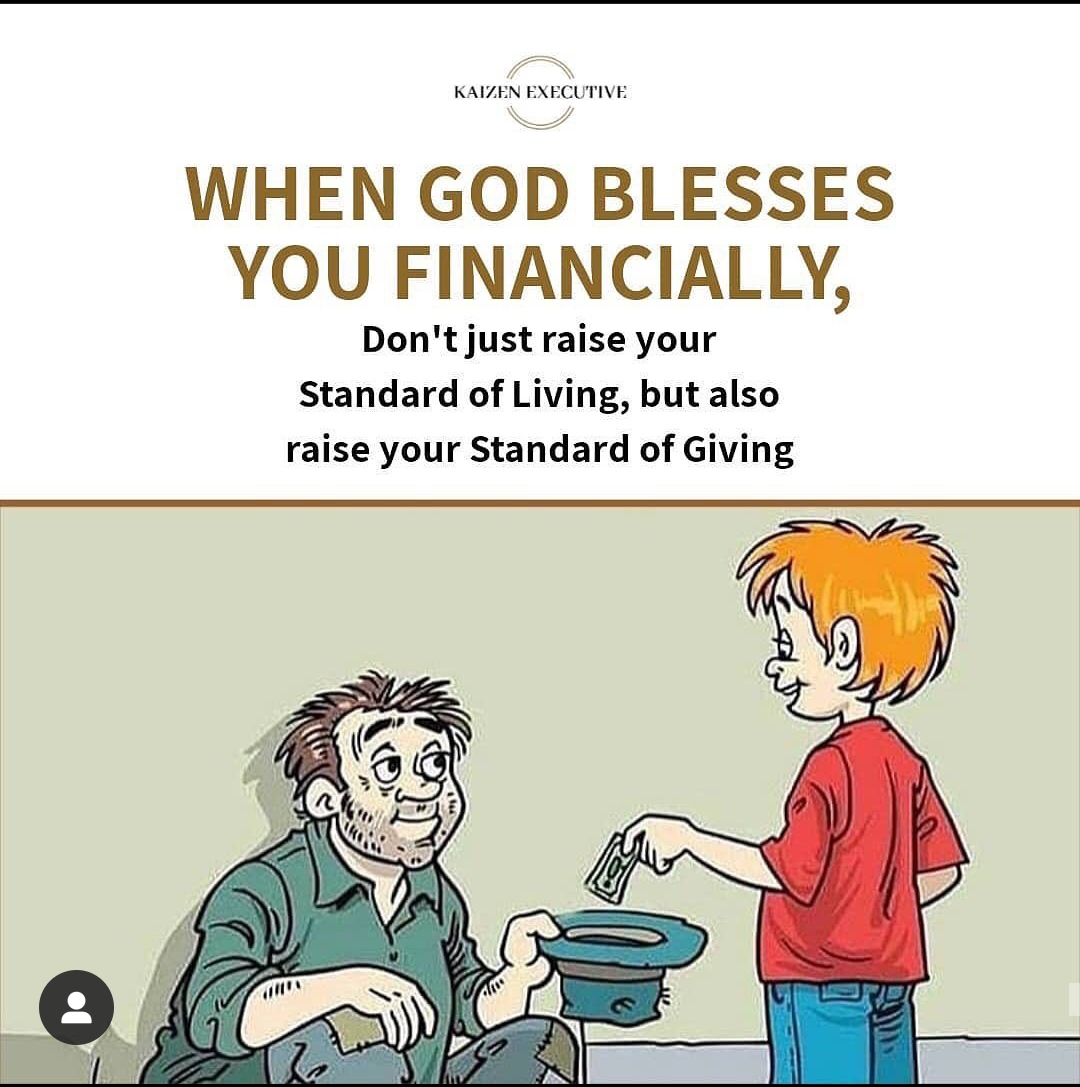 KAIZEN EXECUTIVE
WHEN GOD BLESSES
YOU FINANCIALLY,
Don't just raise your
Standard of Living, but also
raise your Standard of Giving